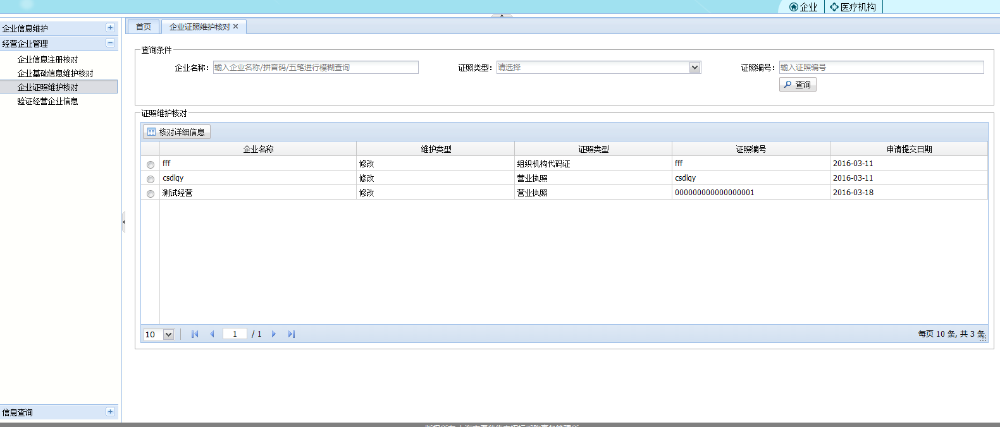 企业 医疗机构
企业信息维护
经营企业管理
企业信息注册核对
企业基础信息维护核对
企业证照维护核对
验证经营企业信息
信息查询
首页 企业证照维护核对
查询条件
企业名称: 输入企业名称/拼音码/五笔进行模糊查询 证照类型: 请选择 证照编号: 输入证照编号
查询
证照维护核对
核对详细信息
企业名称 维护类型 证照类型 证照编号 申请提交日期
fff 修改 组织机构代码证 fff 2016-03-11
csdlqy 修改 营业执照 csdlqy 2016-03-11
测试经营 修改 营业执照 000000000000000001 2016-03-18
10 1 / 1 每页 10 条, 共 3 条